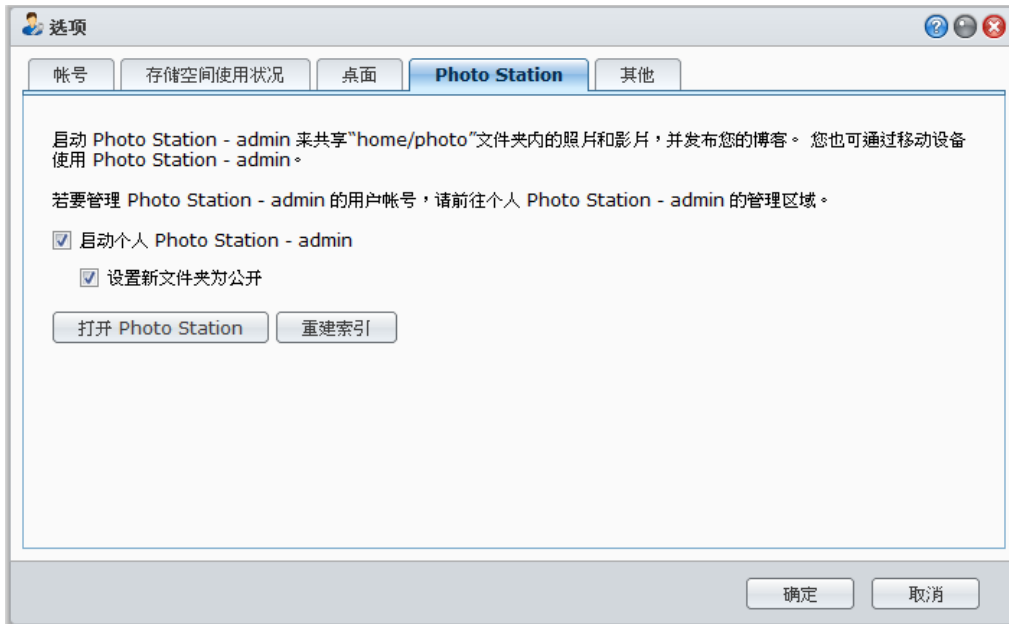 选项
帐号 存储空间使用状况 桌面 Photo Station 其他
启动 Photo Station - admin 来共享“home/photo”文件夹内的照片和影片，并发布您的博客。 您也可通过移动设备
使用 Photo Station - admin。
若要管理 Photo Station - admin 的用户帐号，请前往个人 Photo Station - admin 的管理区域。
启动个人 Photo Station - admin
设置新文件夹为公开
打开 Photo Station 重建索引
确定 取消